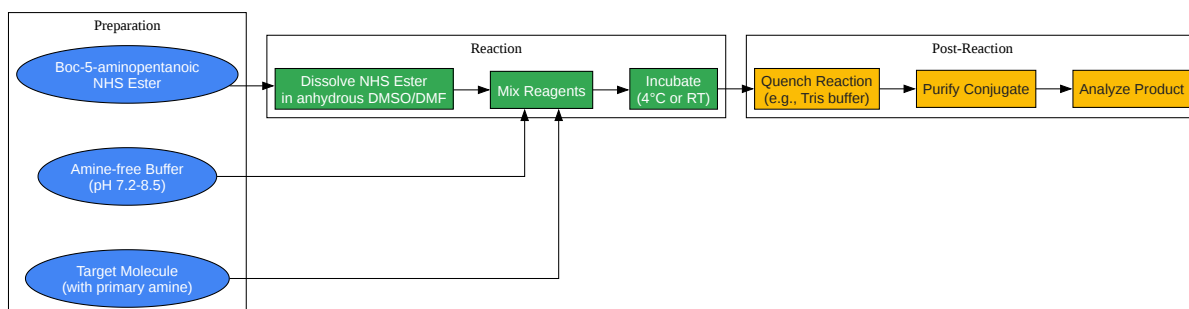 Preparation
Boc-5-aminopentanoic
NHS Ester
Amine-free Buffer
(pH 7.2-8.5)
Target Molecule
(with primary amine)
Reaction
Dissolve NHS Ester
in anhydrous DMSO/DMF
Mix Reagents
Incubate
(4°C or RT)
Post-Reaction
Quench Reaction
(e.g., Tris buffer)
Purify Conjugate
Analyze Product